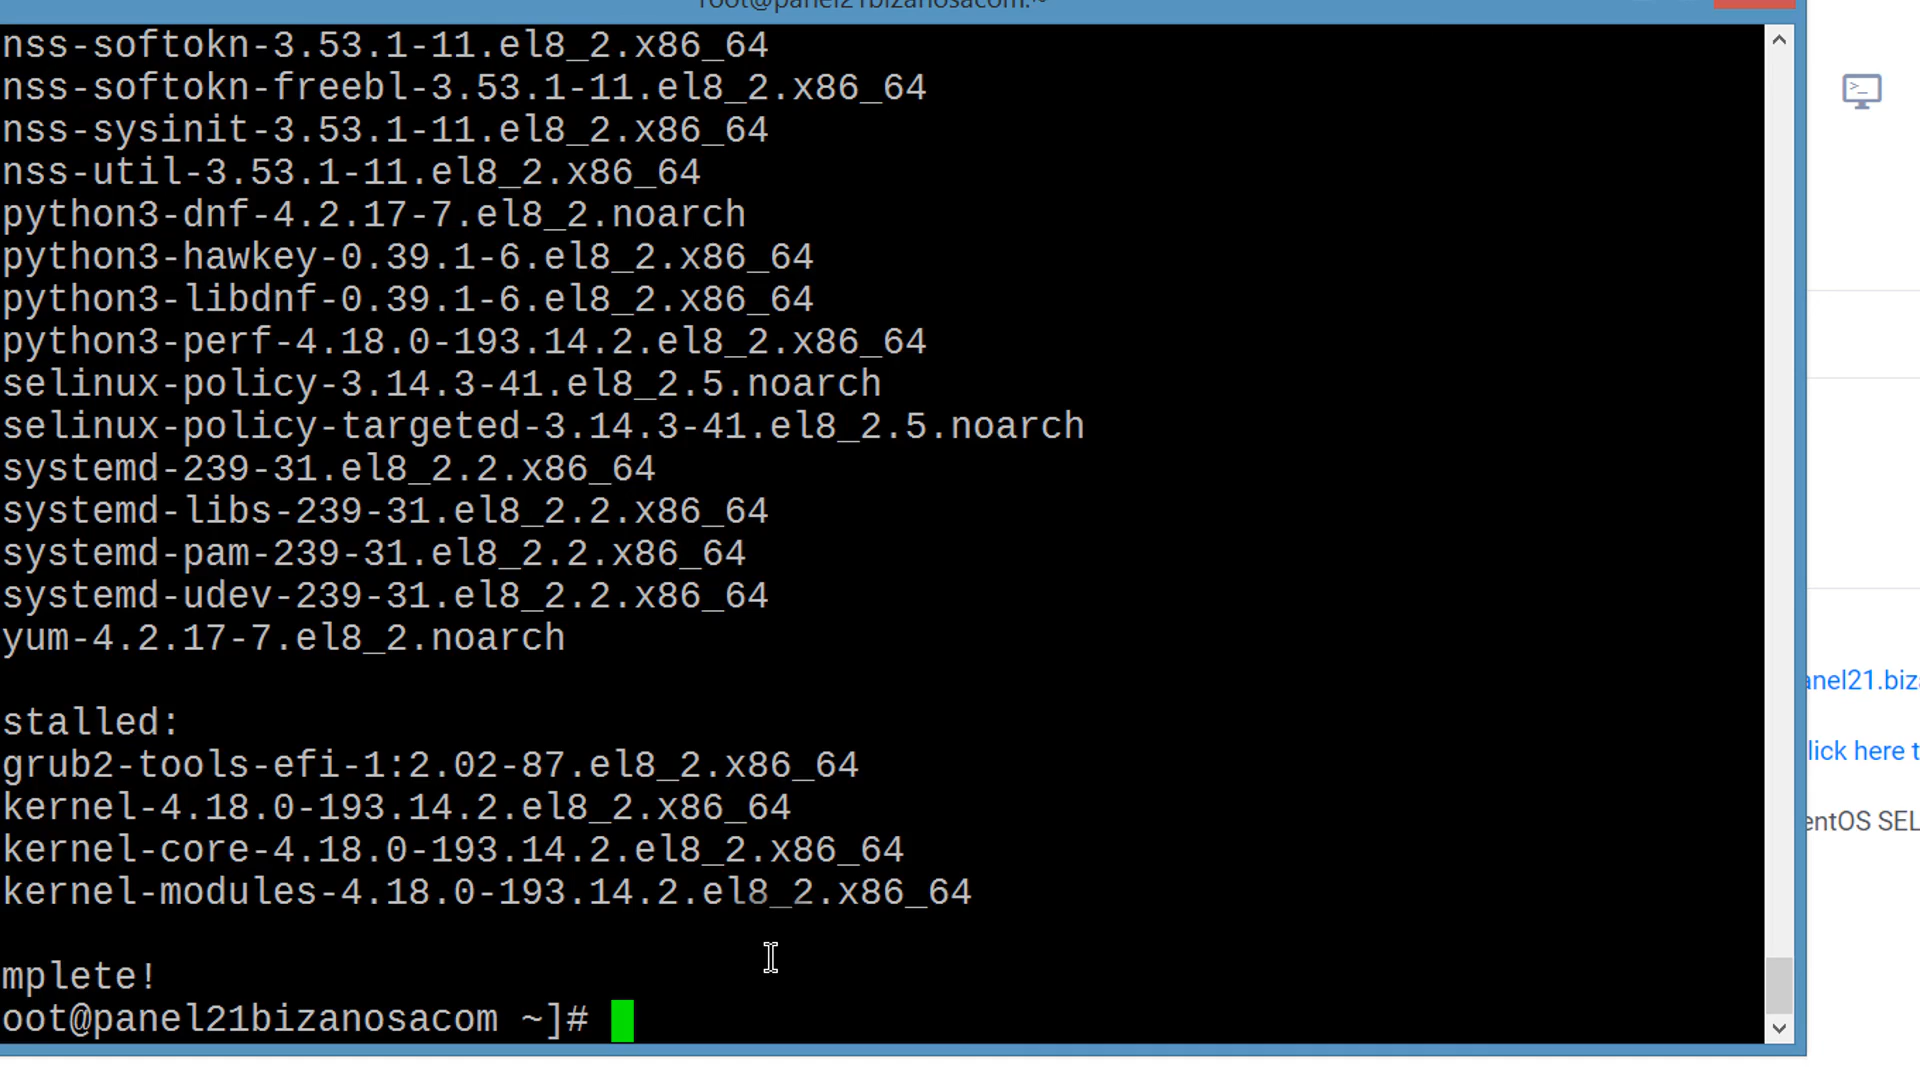 root@panel21bizanosacom:~
nss-softokn-3.53.1-11.el8_2.x86_64
nss-softokn-freebl-3.53.1-11.el8_2.x86_64
nss-sysinit-3.53.1-11.el8_2.x86_64
nss-util-3.53.1-11.el8_2.x86_64
python3-dnf-4.2.17-7.el8_2.noarch
python3-hawkey-0.39.1-6.el8_2.x86_64
python3-libdnf-0.39.1-6.el8_2.x86_64
python3-perf-4.18.0-193.14.2.el8_2.x86_64
selinux-policy-3.14.3-41.el8_2.5.noarch
selinux-policy-targeted-3.14.3-41.el8_2.5.noarch
systemd-239-31.el8_2.2.x86_64
systemd-libs-239-31.el8_2.2.x86_64
systemd-pam-239-31.el8_2.2.x86_64
systemd-udev-239-31.el8_2.2.x86_64
yum-4.2.17-7.el8_2.noarch
stalled:
grub2-tools-efi-1:2.02-87.el8_2.x86_64
kernel-4.18.0-193.14.2.el8_2.x86_64
kernel-core-4.18.0-193.14.2.el8_2.x86_64
kernel-modules-4.18.0-193.14.2.el8_2.x86_64
mplete!
oot@panel21bizanosacom ~]#
>_
anel21.biz
lick here t
entOS SEL